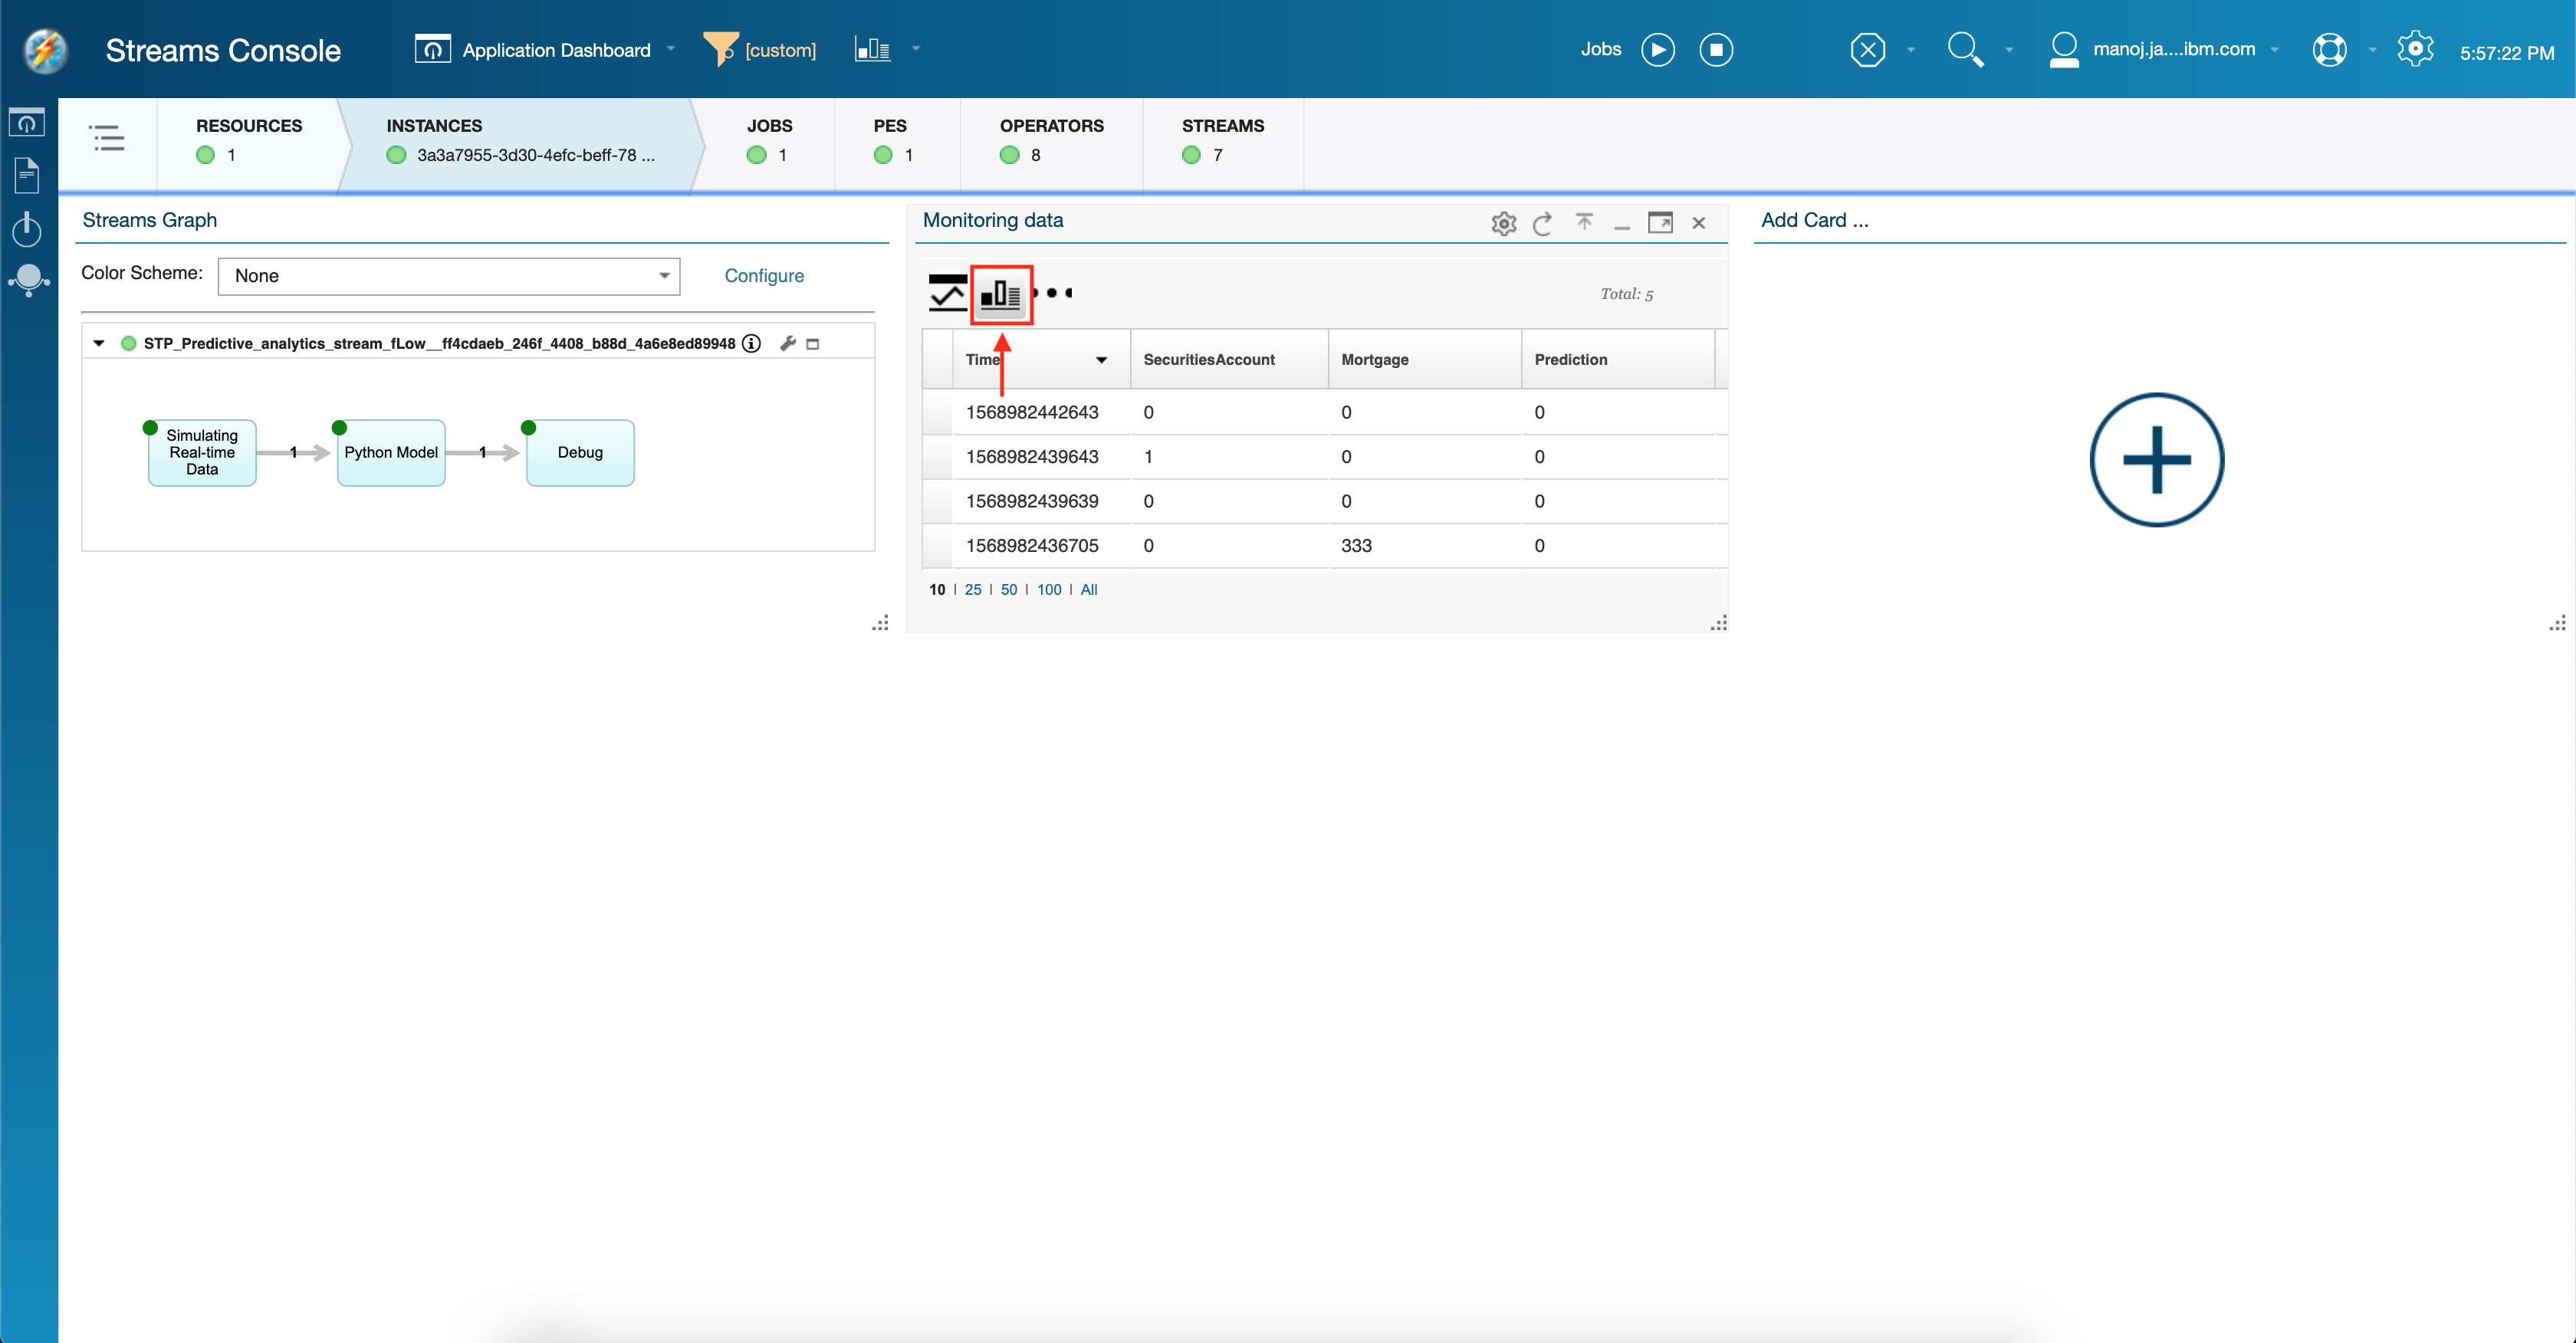 Streams Console
Application Dashboard
[custom]
Jobs
manoj.ja....ibm.com
5:57:22 PM
RESOURCES
1
INSTANCES
3a3a7955-3d30-4efc-beff-78 ...
JOBS
1
PES
1
OPERATORS
8
STREAMS
7
Streams Graph
Color Scheme:
None
Configure
STP_Predictive_analytics_stream_fLow__ff4cdaeb_246f_4408_b88d_4a6e8ed89948
Simulating
Real-time
Data
1
Python Model
1
Debug
Monitoring data
Total: 5
Time SecuritiesAccount Mortgage Prediction
1568982442643 0 0 0
1568982439643 1 0 0
1568982439639 0 0 0
1568982436705 0 333 0
10 | 25 | 50 | 100 | All
Add Card ...